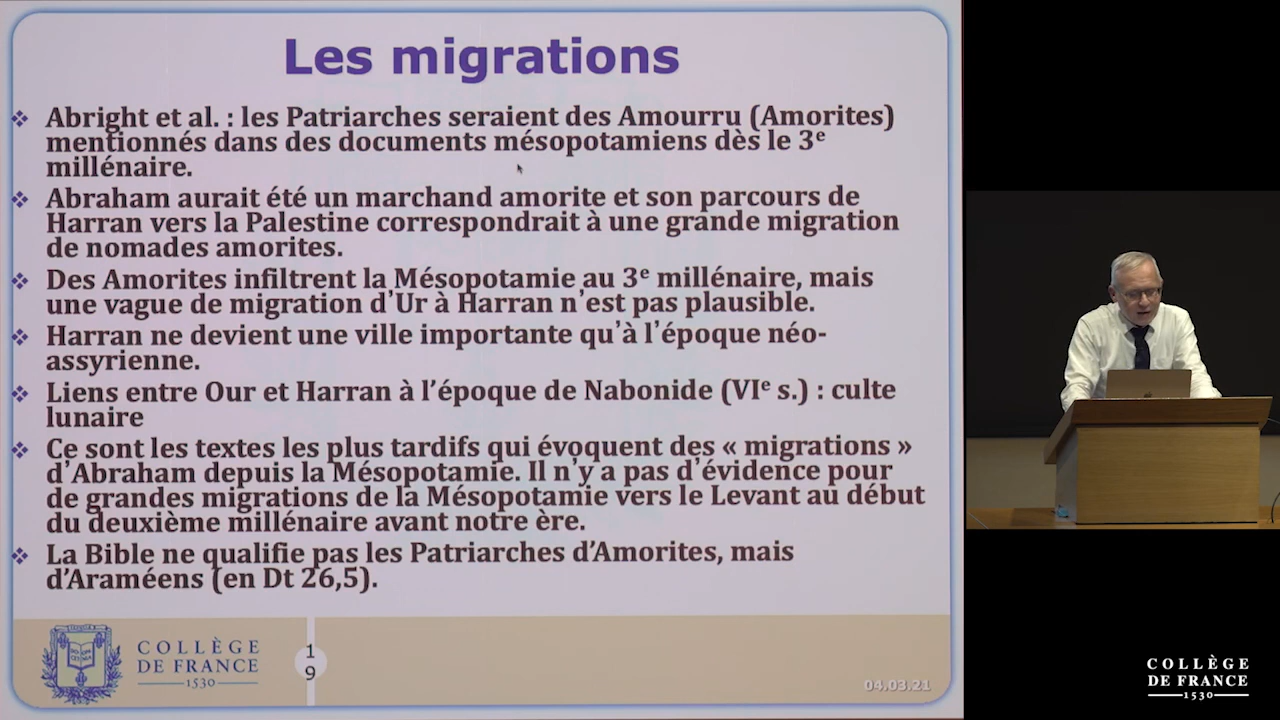 Les migrations
Abright et al. : les Patriarches seraient des Amourru (Amorites)
mentionnés dans des documents mésopotamiens dès le 3e
millénaire.
Abraham aurait été un marchand amorite et son parcours de
Harran vers la Palestine correspondrait à une grande migration
de nomades amorites.
Des Amorites infiltrent la Mésopotamie au 3e millénaire, mais
une vague de migration d'Ur à Harran n'est pas plausible.
Harran ne devient une ville importante qu'à l'époque néo-
assyrienne.
Liens entre Our et Harran à l'époque de Nabonide (VIe s.) : culte
lunaire
Ce sont les textes les plus tardifs qui évoquent des « migrations »
d'Abraham depuis la Mésopotamie. Il n'y a pas d'évidence pour
de grandes migrations de la Mésopotamie vers le Levant au début
du deuxième millénaire avant notre ère.
La Bible ne qualifie pas les Patriarches d'Amorites, mais
d'Araméens (en Dt 26,5).
COLLÈGE
DE FRANCE
1530
1
9
04.03.21
COLLÈGE
DE FRANCE
1530